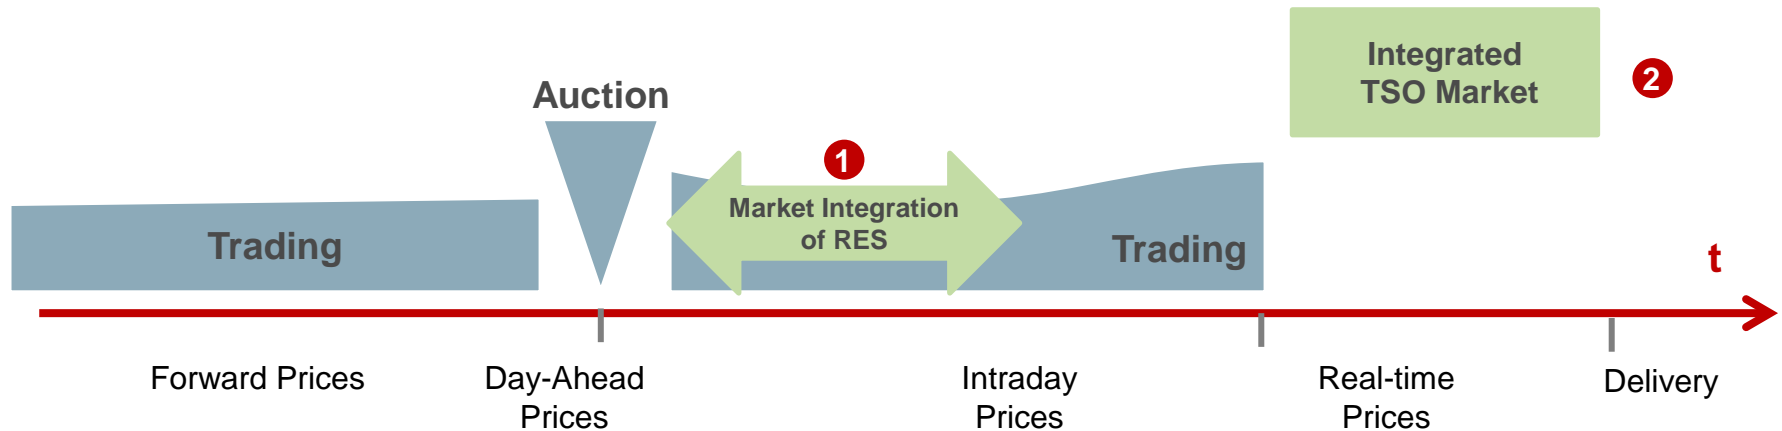 Integrated
TSO Market
2
Auction
1
Market Integration
of RES
Trading
Trading
t
Forward Prices
Day-Ahead
Prices
Intraday
Prices
Real-time
Prices
Delivery